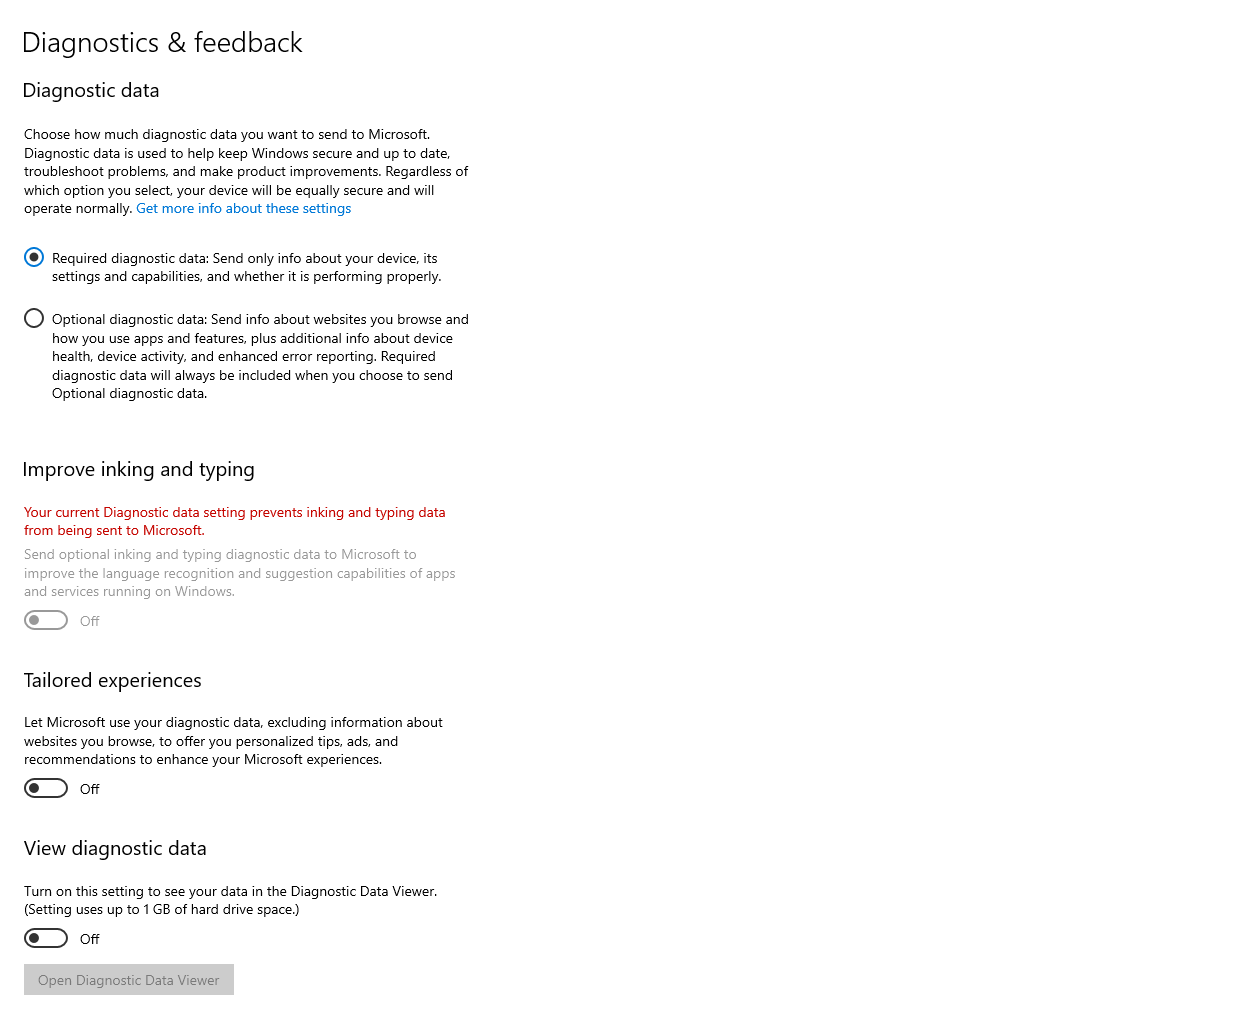 Diagnostics & feedback
Diagnostic data
Choose how much diagnostic data you want to send to Microsoft.
Diagnostic data is used to help keep Windows secure and up to date,
troubleshoot problems, and make product improvements. Regardless of
which option you select, your device will be equally secure and will
operate normally. Get more info about these settings
Required diagnostic data: Send only info about your device, its
settings and capabilities, and whether it is performing properly.
Optional diagnostic data: Send info about websites you browse and
how you use apps and features, plus additional info about device
health, device activity, and enhanced error reporting. Required
diagnostic data will always be included when you choose to send
Optional diagnostic data.
Improve inking and typing
Your current Diagnostic data setting prevents inking and typing data
from being sent to Microsoft.
Send optional inking and typing diagnostic data to Microsoft to
improve the language recognition and suggestion capabilities of apps
and services running on Windows.
Off
Tailored experiences
Let Microsoft use your diagnostic data, excluding information about
websites you browse, to offer you personalized tips, ads, and
recommendations to enhance your Microsoft experiences.
Off
View diagnostic data
Turn on this setting to see your data in the Diagnostic Data Viewer.
(Setting uses up to 1 GB of hard drive space.)
Off
Open Diagnostic Data Viewer